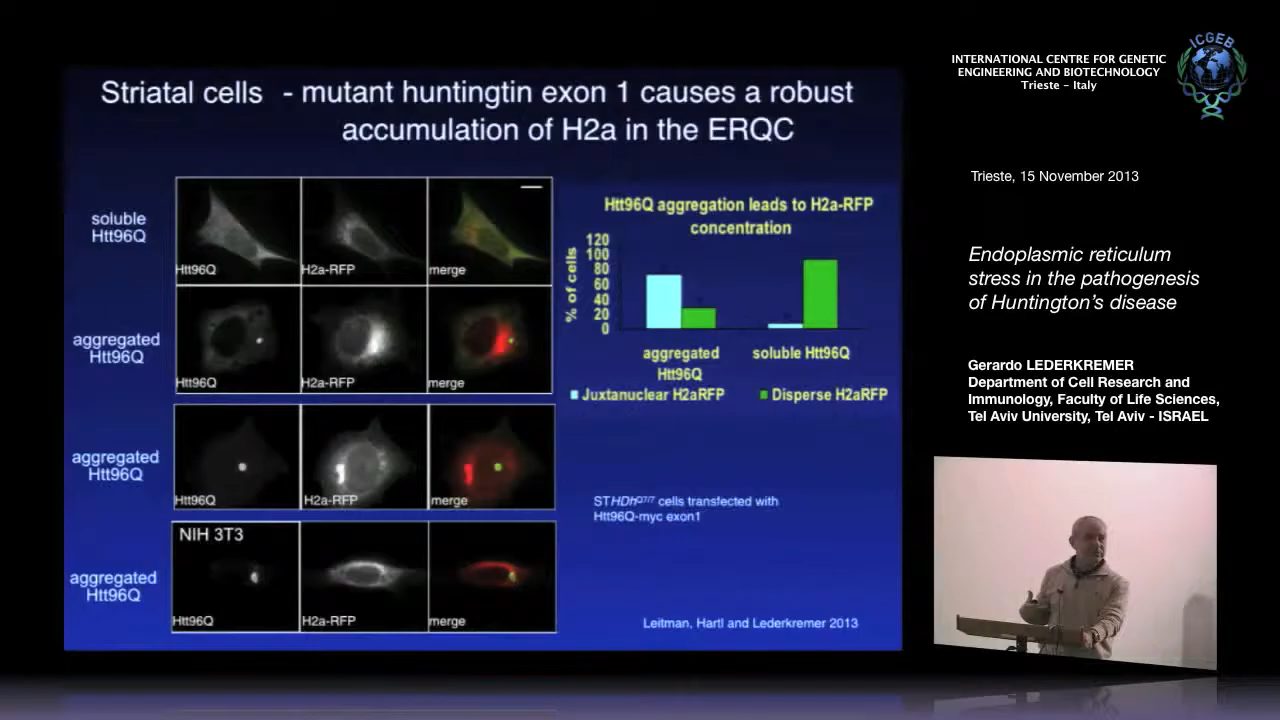 Striatal cells - mutant huntingtin exon 1 causes a robust
accumulation of H2a in the ERQC
soluble
Htt96Q
Htt96Q
H2a-RFP
merge
aggregated
Htt96Q
Htt96Q
H2a-RFP
merge
aggregated
Htt96Q
Htt96Q
H2a-RFP
merge
aggregated
Htt96Q
NIH 3T3
Htt96Q
H2a-RFP
merge
Htt96Q aggregation leads to H2a-RFP
concentration
% of cells
120
100
80
60
40
20
0
aggregated
Htt96Q
soluble Htt96Q
Juxtanuclear H2aRFP
Disperse H2aRFP
STHDhQ7/7 cells transfected with
Htt96Q-myc exon1
Leitman, Hartl and Lederkremer 2013
INTERNATIONAL CENTRE FOR GENETIC
ENGINEERING AND BIOTECHNOLOGY
Trieste - Italy
ICGEB
Trieste, 15 November 2013
Endoplasmic reticulum
stress in the pathogenesis
of Huntington's disease
Gerardo LEDERKREMER
Department of Cell Research and
Immunology, Faculty of Life Sciences,
Tel Aviv University, Tel Aviv - ISRAEL